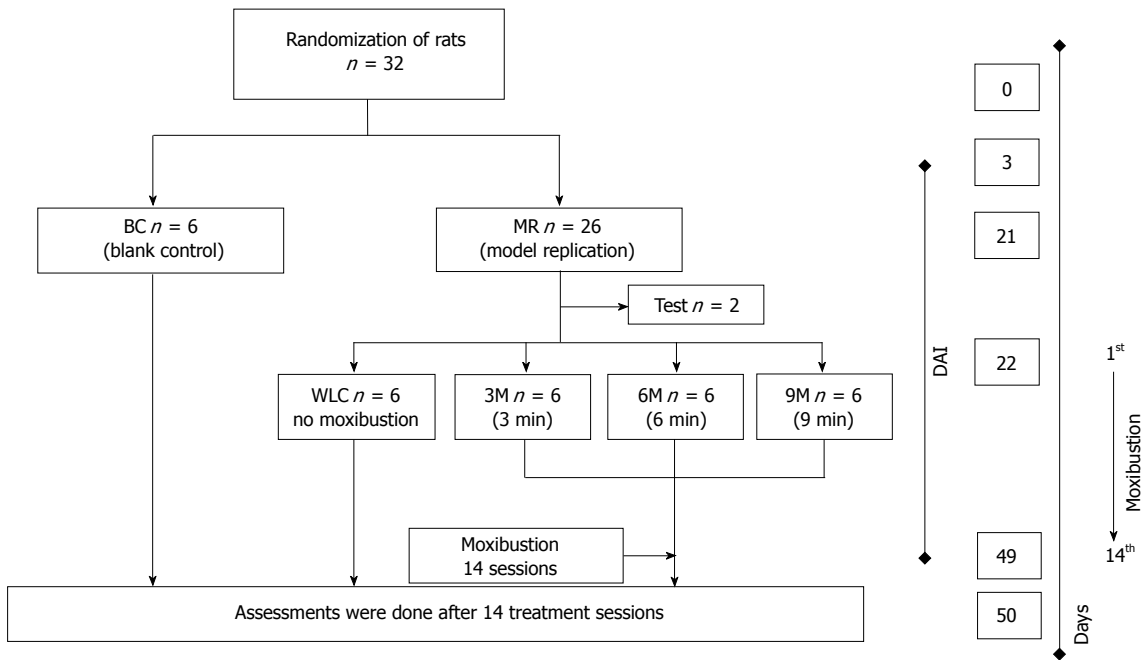 Randomization of rats
n = 32
BC n = 6
(blank control)
MR n = 26
(model replication)
Test n = 2
WLC n = 6
no moxibustion
3M n = 6
(3 min)
6M n = 6
(6 min)
9M n = 6
(9 min)
Moxibustion
14 sessions
Assessments were done after 14 treatment sessions
DAI
0
3
21
22
49
50
Days
1st
Moxibustion
14th